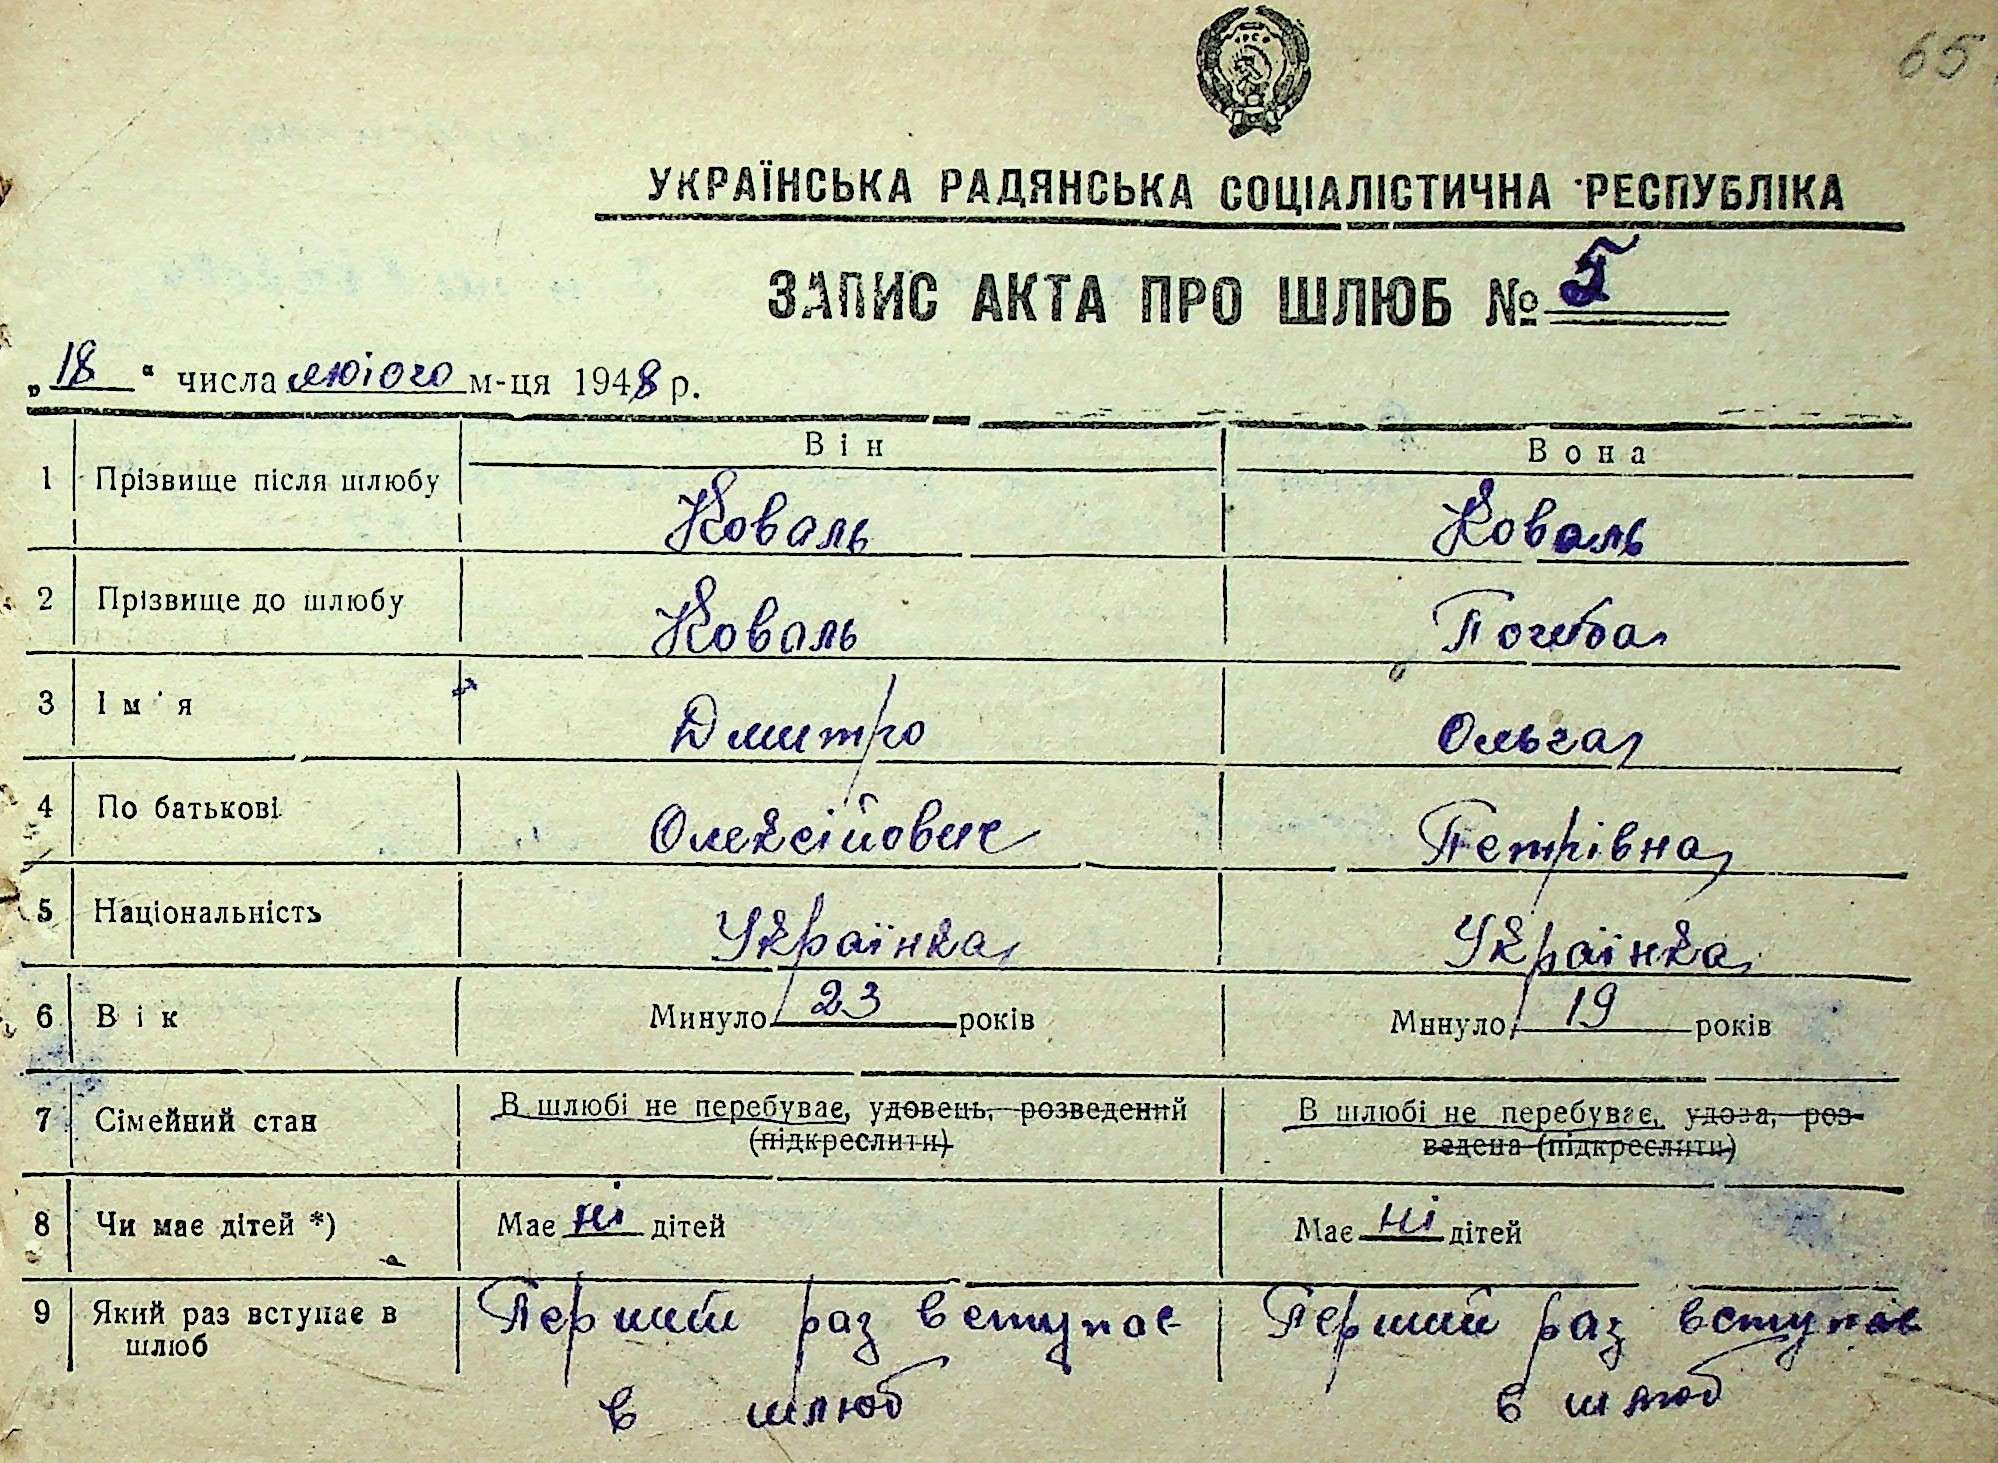 65
УКРАЇНСЬКА РАДЯНСЬКА СОЦІАЛІСТИЧНА РЕСПУБЛІКА
ЗАПИС АКТА ПРО ШЛЮБ № 5
„18“ числа лютого м-ця 1948 р.
Він Вона
1 Прізвище після шлюбу Коваль Коваль
2 Прізвище до шлюбу Коваль
3 Ім'я Дмитро Ольга
4 По батькові Олексійович Петрівна
5 Національність Українка Українка
6 Вік Минуло 23 років Минуло 19 років
7 Сімейний стан В шлюбі не перебуває, удовець, розведений В шлюбі не перебуває, удова, роз-
(підкреслити) ведена (підкреслити)
8 Чи має дітей *) Має ні дітей Має ні дітей
9 Який раз вступає в Перший раз вступає Перший раз вступає
шлюб в шлюб в шлюб